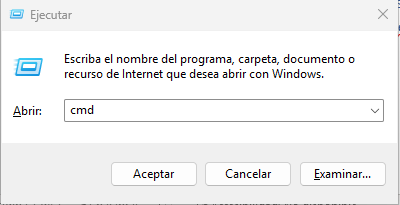 Ejecutar
Escriba el nombre del programa, carpeta, documento o
recurso de Internet que desea abrir con Windows.
Abrir: cmd
Aceptar Cancelar Examinar...